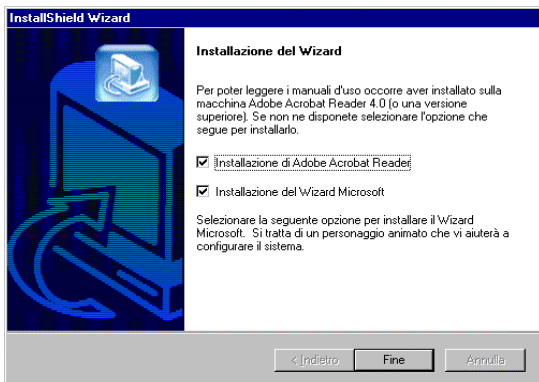 InstallShield Wizard
Installazione del Wizard
Per poter leggere i manuali d'uso occorre aver installato sulla
macchina Adobe Acrobat Reader 4.0 (o una versione
superiore). Se non ne disponete selezionare l'opzione che
segue per installarlo.
Installazione di Adobe Acrobat Reader
Installazione del Wizard Microsoft
Selezionare la seguente opzione per installare il Wizard
Microsoft. Si tratta di un personaggio animato che vi aiuterà a
configurare il sistema.
< Indietro
Fine
Annulla